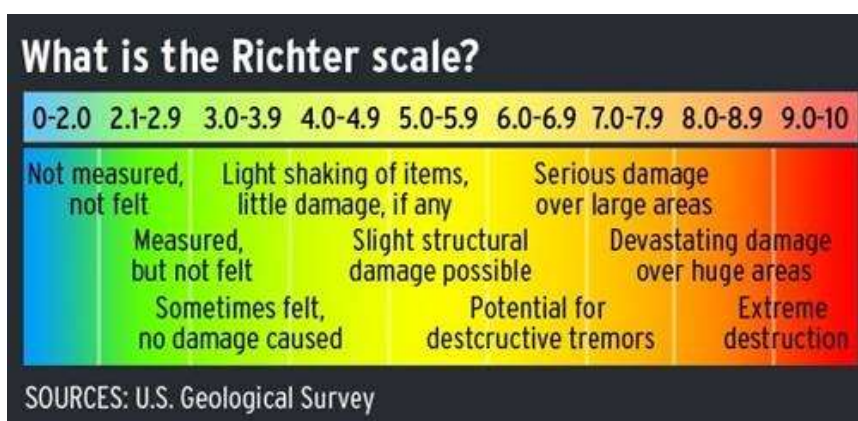 What is the Richter scale?
0-2.0 2.1-2.9 3.0-3.9 4.0-4.9 5.0-5.9 6.0-6.9 7.0-7.9 8.0-8.9 9.0-10
Not measured,
not felt
Light shaking of items,
little damage, if any
Serious damage
over large areas
Measured,
but not felt
Slight structural
damage possible
Devastating damage
over huge areas
Sometimes felt,
no damage caused
Potential for
destcructive tremors
Extreme
destruction
SOURCES: U.S. Geological Survey